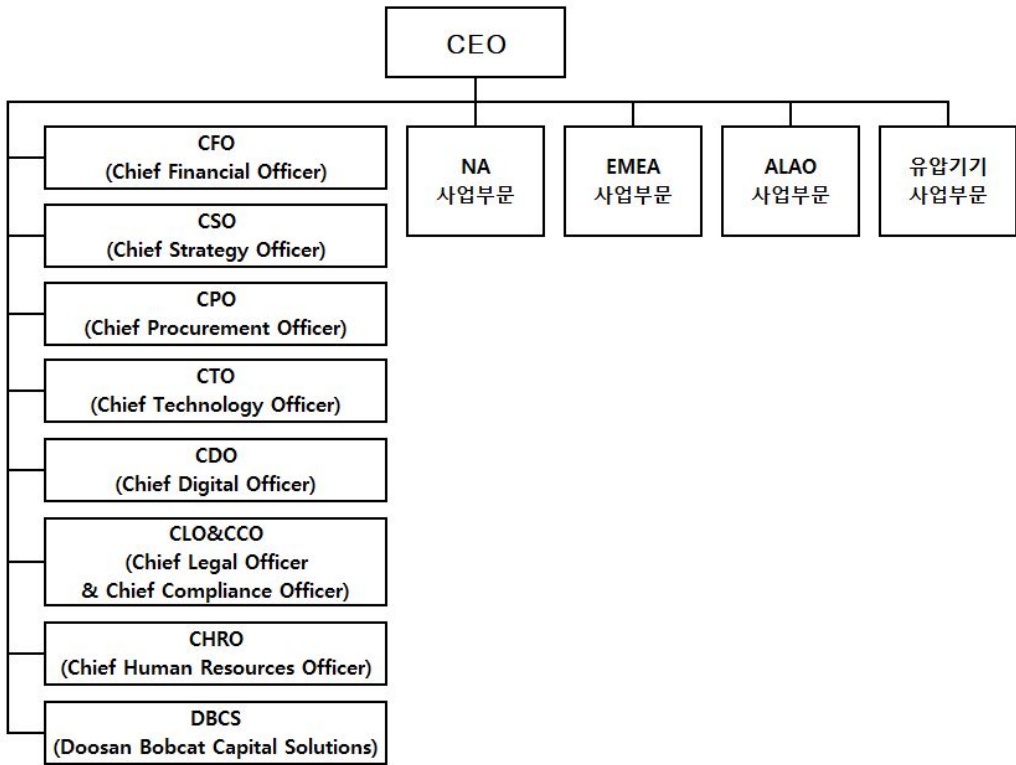 CEO
CFO
(Chief Financial Officer)
CSO
(Chief Strategy Officer)
CPO
(Chief Procurement Officer)
CTO
(Chief Technology Officer)
CDO
(Chief Digital Officer)
CLO&CCO
(Chief Legal Officer
& Chief Compliance Officer)
CHRO
(Chief Human Resources Officer)
DBCS
(Doosan Bobcat Capital Solutions)
NA
사업부문
EMEA
사업부문
ALAO
사업부문
유압기기
사업부문